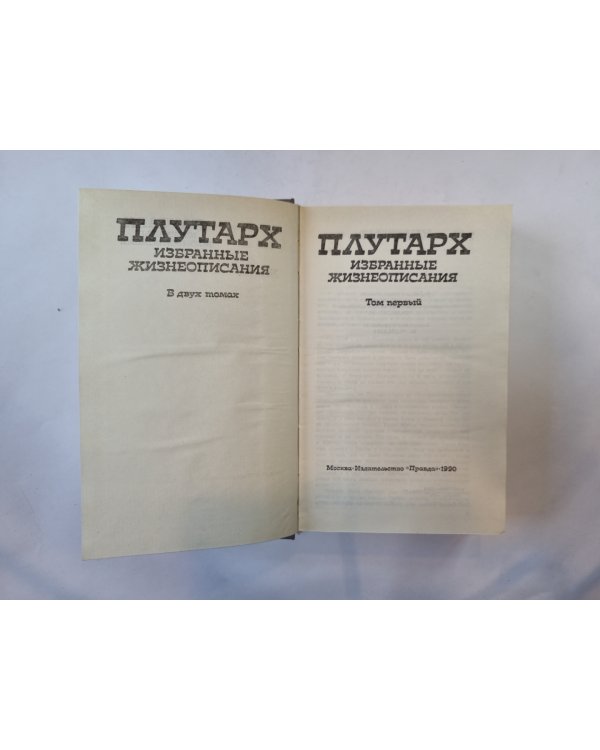 ПЛУТАРХ
ИЗБРАННЫЕ
ЖИЗНЕОПИСАНИЯ
В двух томах
ПЛУТАРХ
ИЗБРАННЫЕ
ЖИЗНЕОПИСАНИЯ
Том первый
Москва·Издательство «Правда»·1990